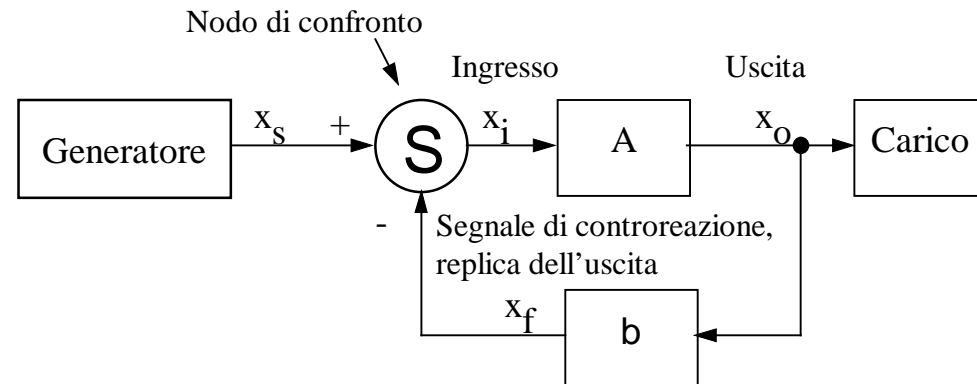 Nodo di confronto
Ingresso
Uscita
Generatore
x_s
+
S
x_i
A
x_o
Carico
-
Segnale di controreazione,
replica dell’uscita
x_f
b